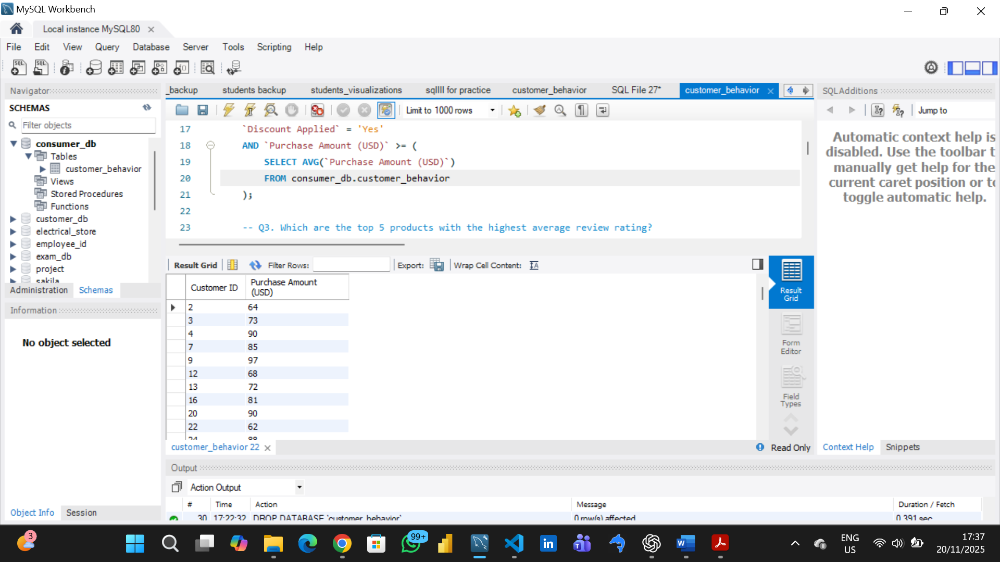 MySQL Workbench
Local instance MySQL80
File Edit View Query Database Server Tools Scripting Help
Navigator
SCHEMAS
Filter objects
consumer_db
Tables
customer_behavior
Views
Stored Procedures
Functions
customer_db
electrical_store
employee_id
exam_db
project
sakila
Administration Schemas
Information
No object selected
Object Info Session
_backup students backup students_visualizations sqllll for practice customer_behavior SQL File 27* customer_behavior
Limit to 1000 rows
17 `Discount Applied` = 'Yes'
18 AND `Purchase Amount (USD)` >= (
19 SELECT AVG(`Purchase Amount (USD)`)
20 FROM consumer_db.customer_behavior
21 );
22
23 -- Q3. Which are the top 5 products with the highest average review rating?
Result Grid Filter Rows: Export: Wrap Cell Content:
Customer ID Purchase Amount (USD)
2 64
3 73
4 90
7 85
9 97
12 68
13 72
16 81
20 90
22 62
24 88
Result Grid
Form Editor
Field Types
customer_behavior 22
Read Only
SQLAdditions
Jump to
Automatic context help is
disabled. Use the toolbar t
manually get help for the
current caret position or to
toggle automatic help.
Context Help Snippets
Output
Action Output
# Time Action Message Duration / Fetch
30 17:22:32 DROP DATABASE `customer_behavior` 0 row(s) affected 0.391 sec
3
99+
ENG
US
17:37
20/11/2025